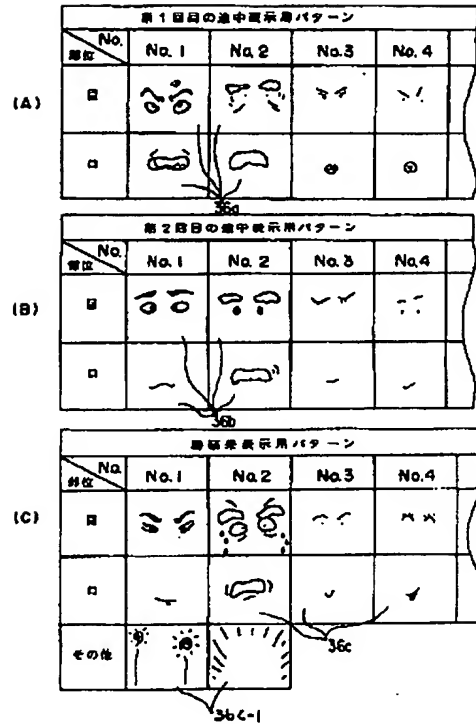 第1回目の途中表示用パターン
部位 No. No. 1 No. 2 No. 3 No. 4
(A)
目
口
36a
第2回目の途中表示用パターン
部位 No. No. 1 No. 2 No. 3 No. 4
(B)
目
口
36b
果表示用パターン
部位 No. No. 1 No. 2 No. 3 No. 4
(C)
目
口
36c
その他
36c-1